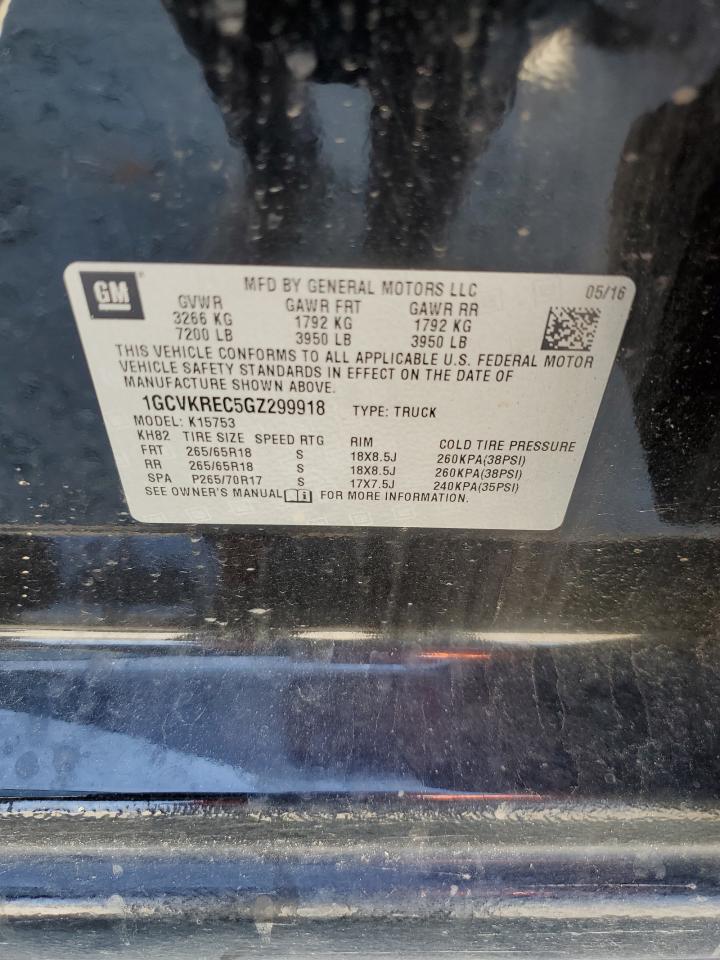 GM® MFD BY GENERAL MOTORS LLC 05/16
GVWR GAWR FRT GAWR RR
3266 KG 1792 KG 1792 KG
7200 LB 3950 LB 3950 LB
THIS VEHICLE CONFORMS TO ALL APPLICABLE U.S. FEDERAL MOTOR
VEHICLE SAFETY STANDARDS IN EFFECT ON THE DATE OF
MANUFACTURE SHOWN ABOVE.
1GCVKREC5GZ299918 TYPE: TRUCK
MODEL: K15753
KH82 TIRE SIZE SPEED RTG RIM COLD TIRE PRESSURE
FRT 265/65R18 S 18X8.5J 260KPA(38PSI)
RR 265/65R18 S 18X8.5J 260KPA(38PSI)
SPA P265/70R17 S 17X7.5J 240KPA(35PSI)
SEE OWNER'S MANUAL i FOR MORE INFORMATION.